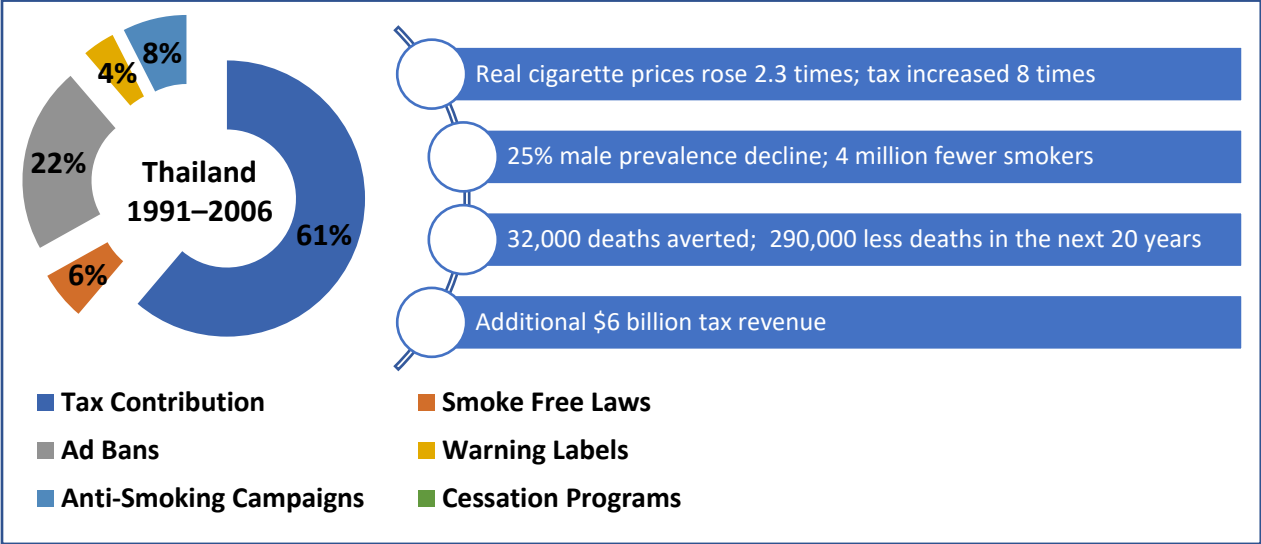 8%
4%
22%
Thailand
1991–2006
61%
6%
Real cigarette prices rose 2.3 times; tax increased 8 times
25% male prevalence decline; 4 million fewer smokers
32,000 deaths averted;  290,000 less deaths in the next 20 years
Additional $6 billion tax revenue
Tax Contribution
Smoke Free Laws
Ad Bans
Warning Labels
Anti-Smoking Campaigns
Cessation Programs